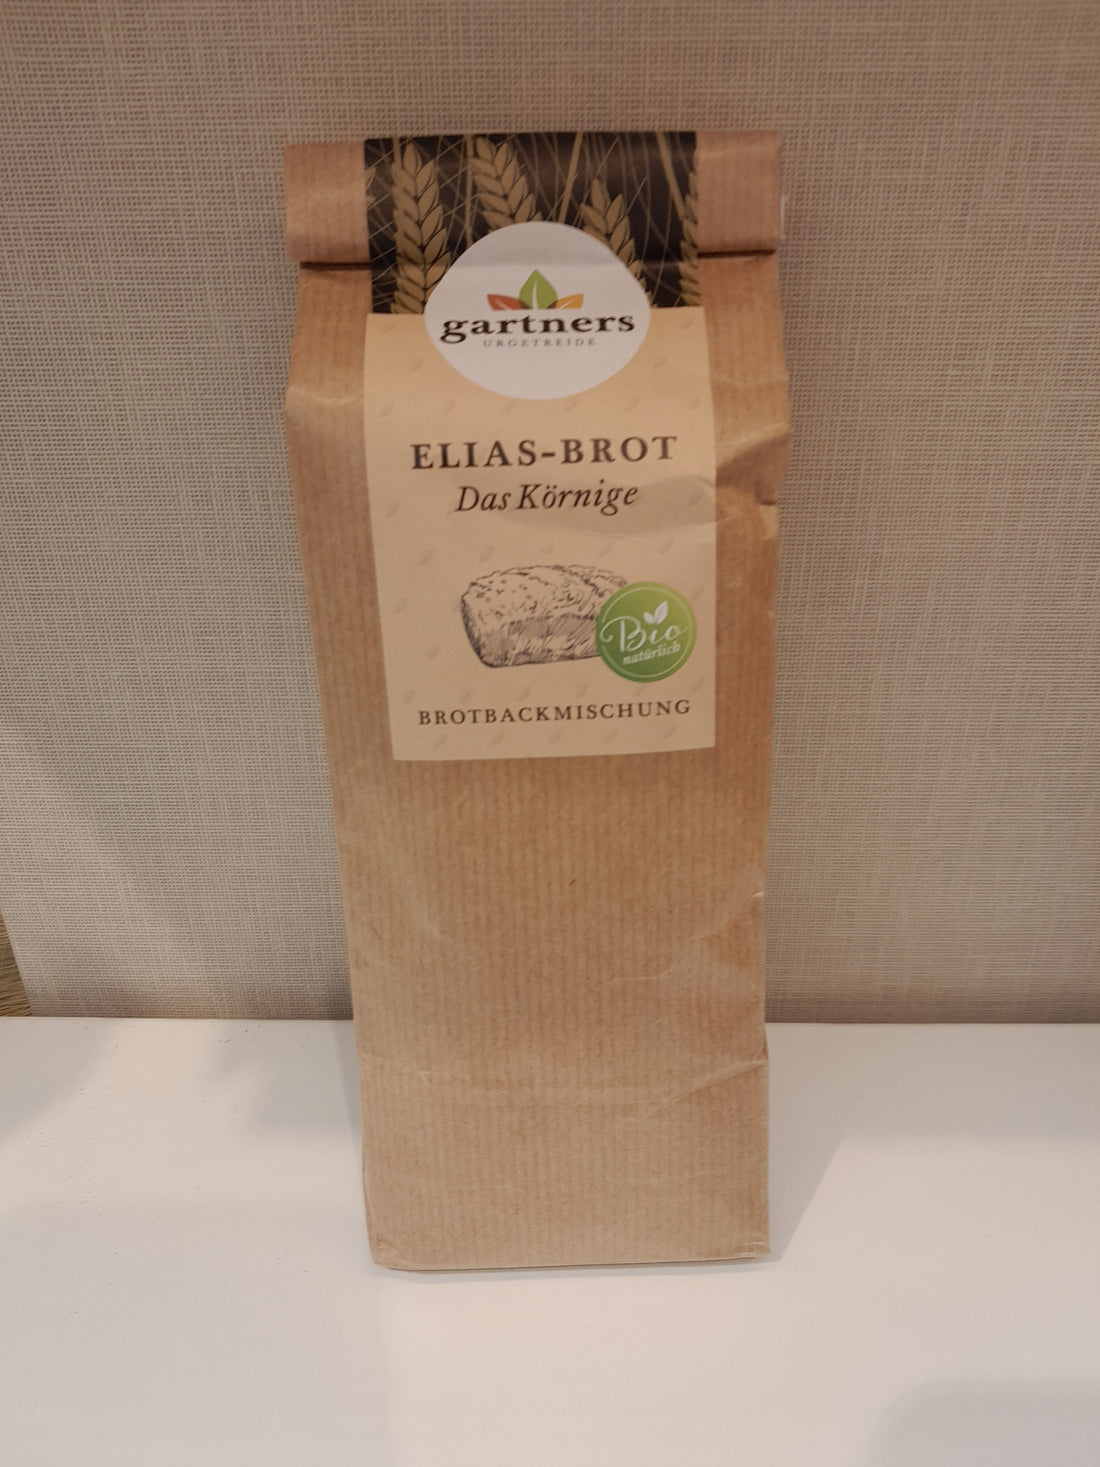 gartners
URGETREIDE
ELIAS-BROT
Das Körnige
Bio
natürlich
BROTBACKMISCHUNG